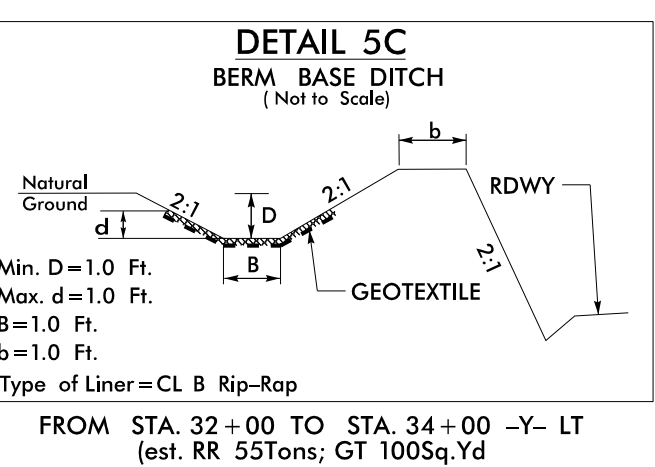 DETAIL 5C
BERM BASE DITCH
( Not to Scale)
b
Natural
Ground
2:1
2:1
D
d
B
RDWY
2:1
GEOTEXTILE
Min. D=1.0 Ft.
Max. d=1.0 Ft.
B=1.0 Ft.
b=1.0 Ft.
Type of Liner=CL B Rip-Rap
FROM STA. 32+00 TO STA. 34+00 -Y- LT
(est. RR 55Tons; GT 100Sq.Yd